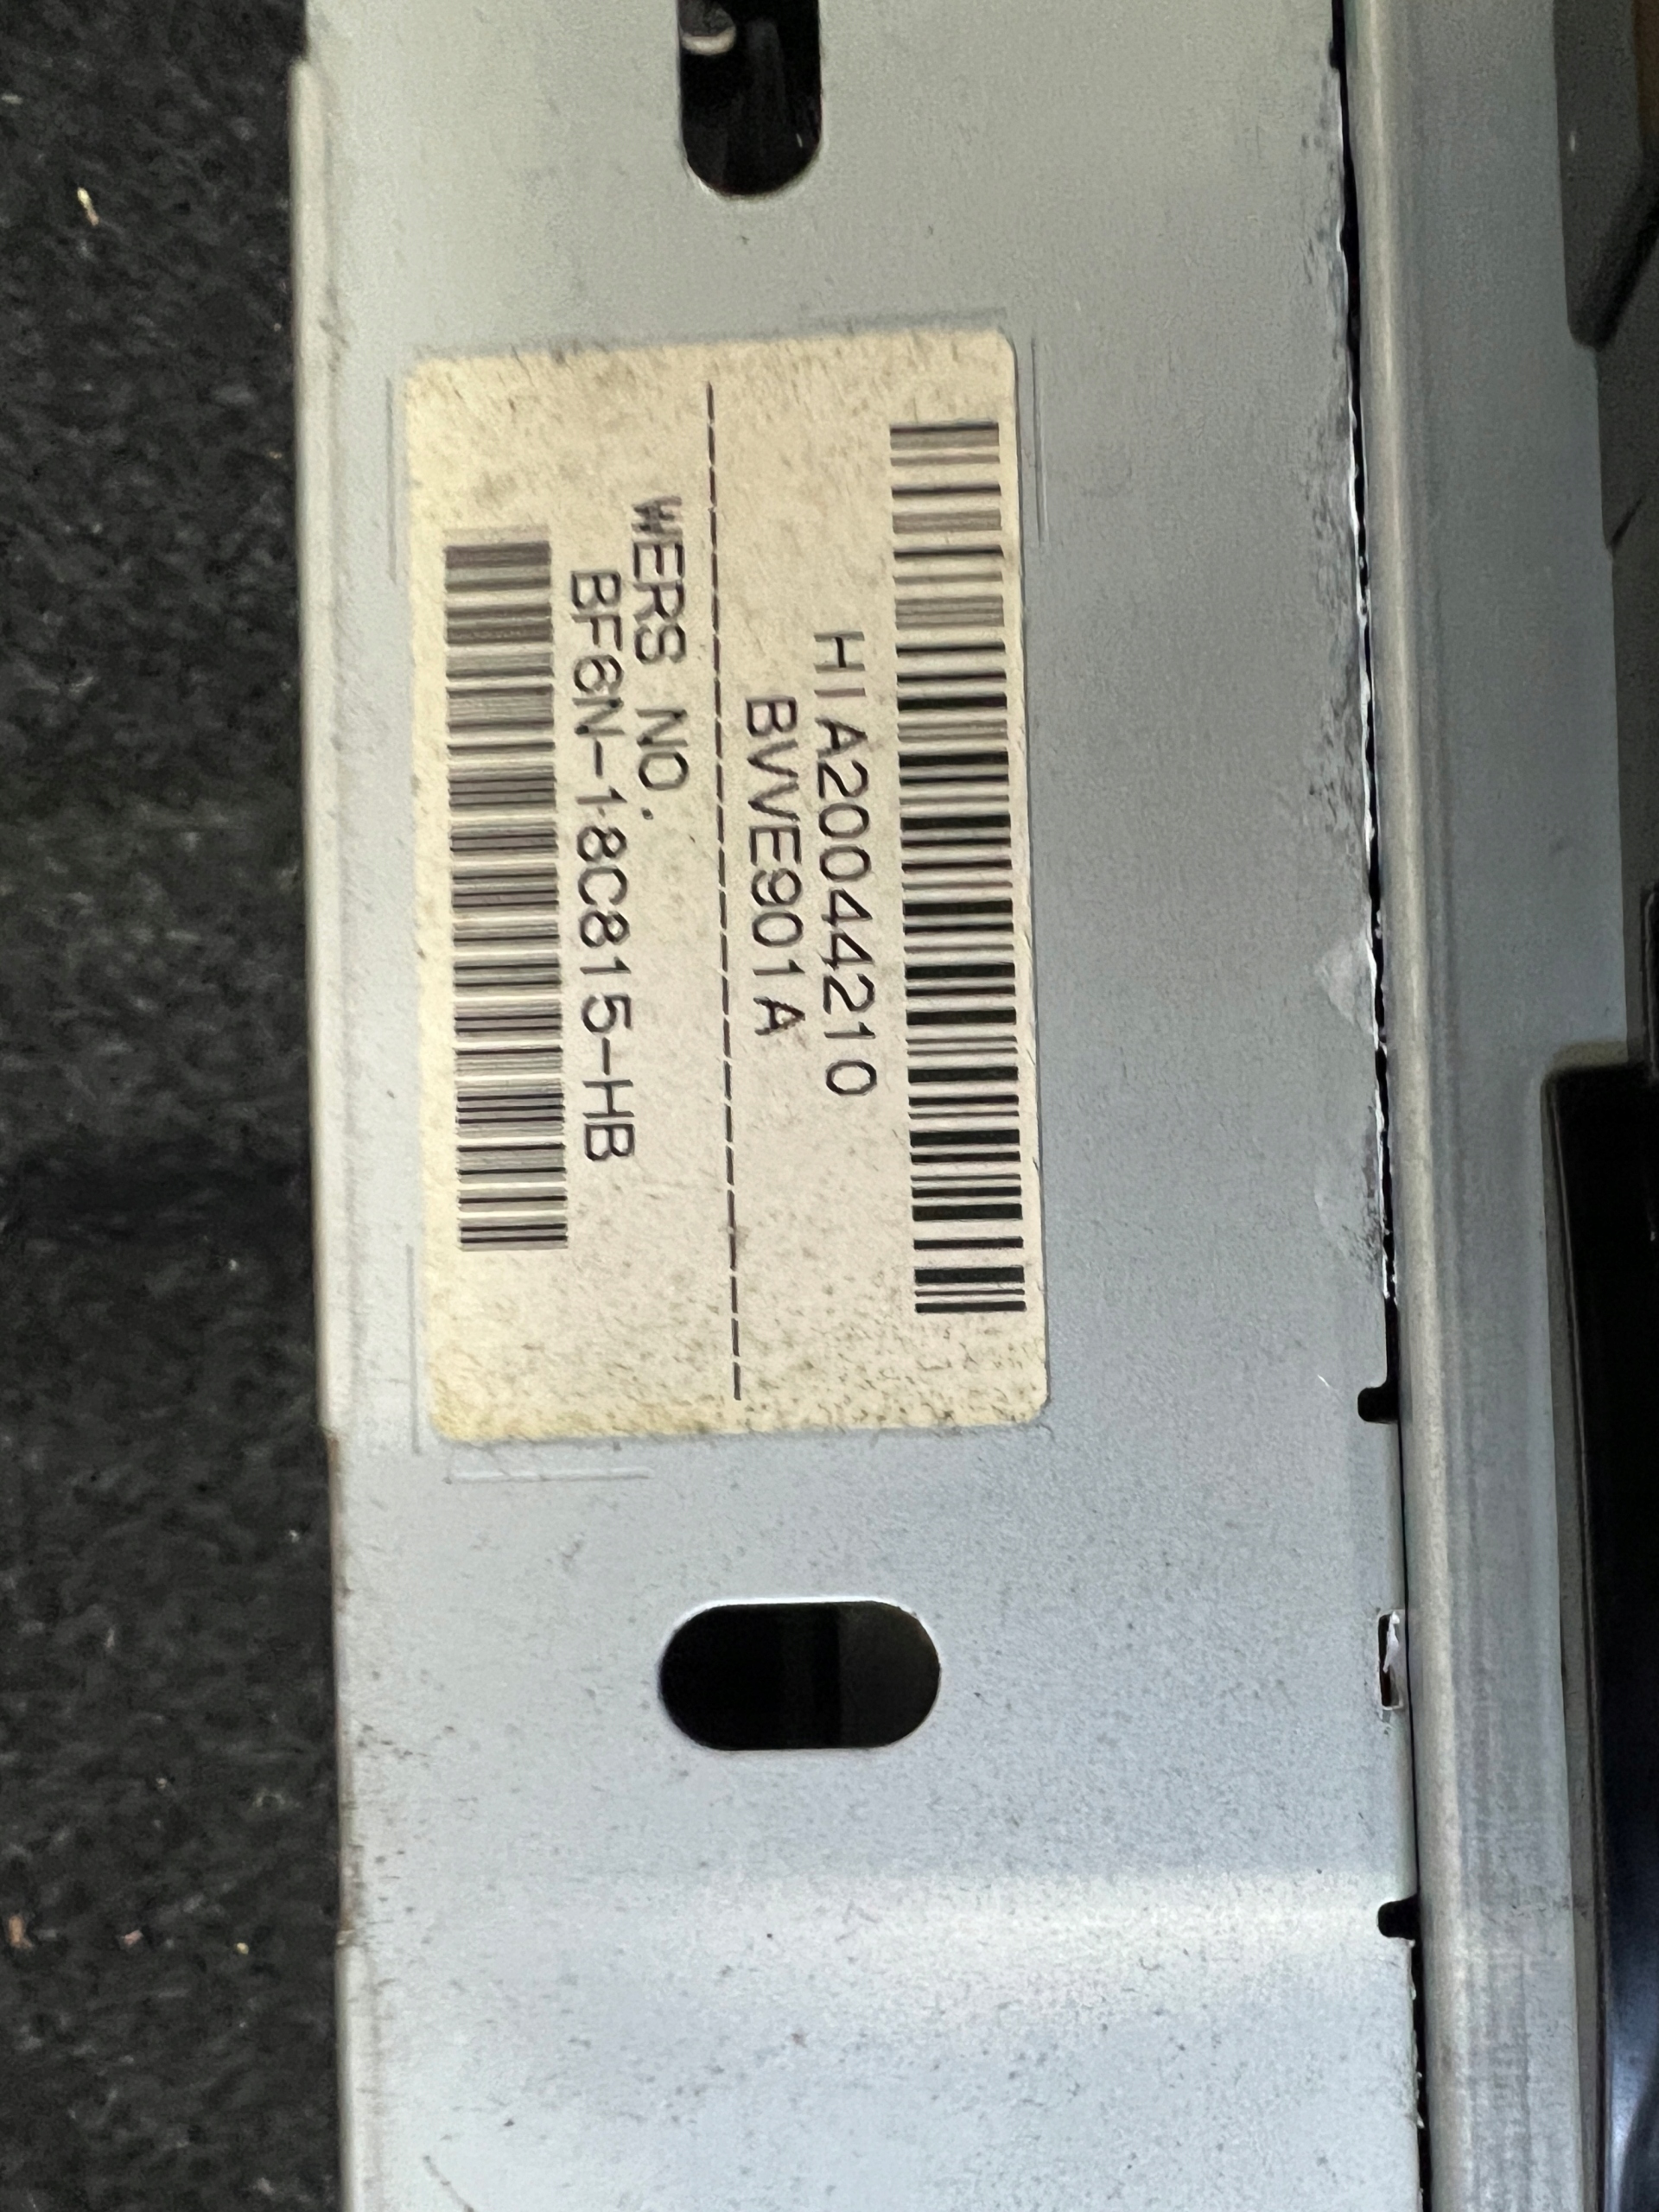 HIA20044210
BVVE901A
WERS NO.
BF6N-18C815-HB